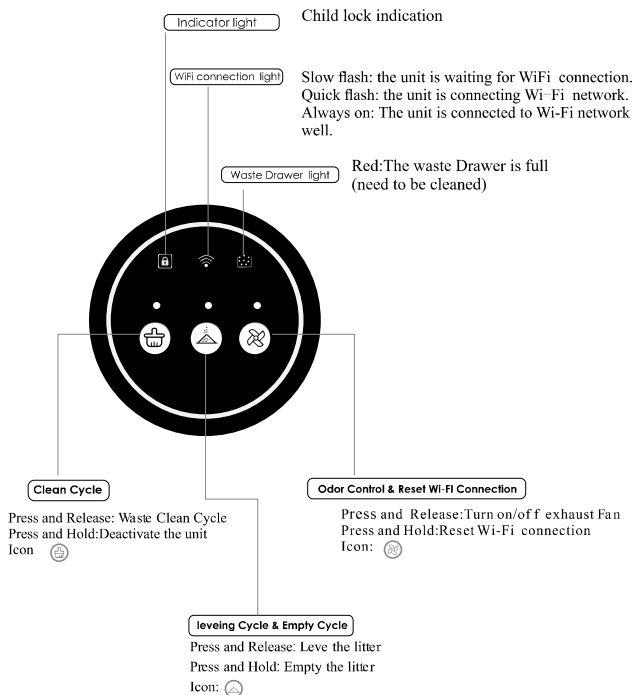 Indicator light
Child lock indication
WiFi connection light
Slow flash: the unit is waiting for WiFi connection.
Quick flash: the unit is connecting Wi-Fi network.
Always on: The unit is connected to Wi-Fi network
well.
Waste Drawer light
Red:The waste Drawer is full
(need to be cleaned)
Clean Cycle
Press and Release: Waste Clean Cycle
Press and Hold:Deactivate the unit
Icon
Odor Control & Reset Wi-FI Connection
Press and Release:Turn on/off exhaust Fan
Press and Hold:Reset Wi-Fi connection
Icon:
leveing Cycle & Empty Cycle
Press and Release: Leve the litter
Press and Hold: Empty the litter
Icon: